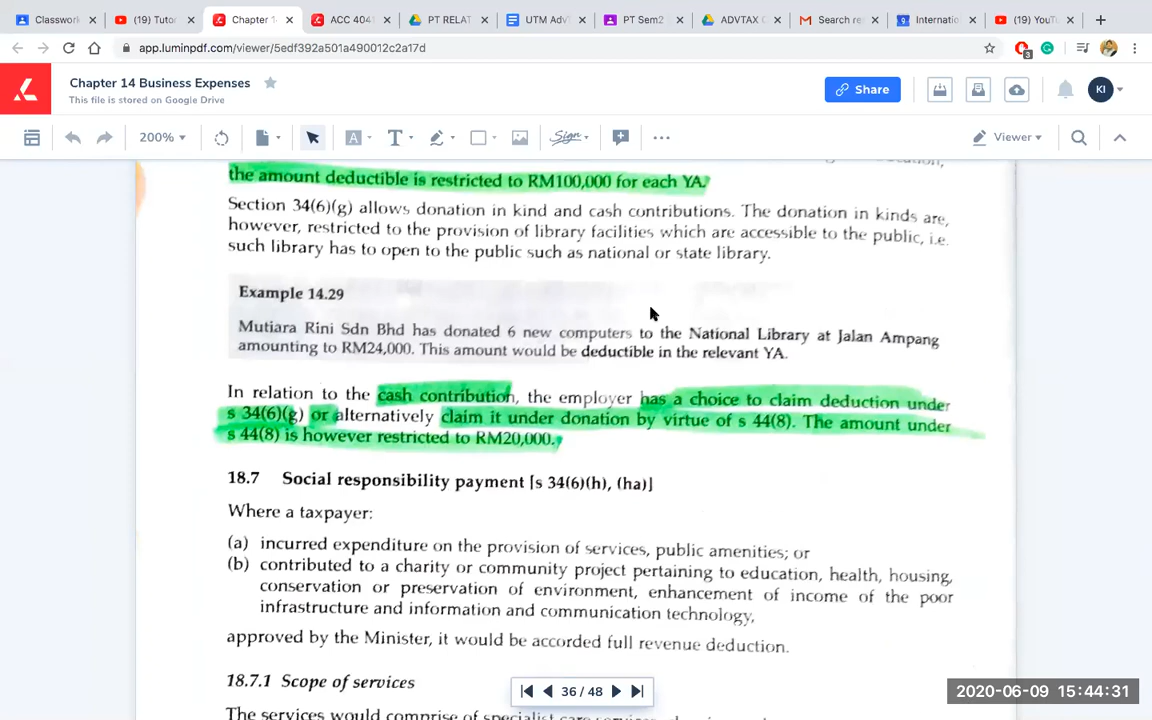 Classwork
(19) Tutor
Chapter 1
ACC 4041
PT RELAT
UTM Adv
PT Sem2
ADVTAX C
Search re
Internatio
(19) YouTu
app.luminpdf.com/viewer/5edf392a501a490012c2a17d
3
Chapter 14 Business Expenses
This file is stored on Google Drive
Share
KI
200%
A
T
Sign
Viewer
the amount deductible is restricted to RM100,000 for each YA.
Section 34(6)(g) allows donation in kind and cash contributions. The donation in kinds are,
however, restricted to the provision of library facilities which are accessible to the public, i.e.
such library has to open to the public such as national or state library.
Example 14.29
Mutiara Rini Sdn Bhd has donated 6 new computers to the National Library at Jalan Ampang
amounting to RM24,000. This amount would be deductible in the relevant YA.
In relation to the cash contribution, the employer has a choice to claim deduction under
s 34(6)(g) or alternatively claim it under donation by virtue of s 44(8). The amount under
s 44(8) is however restricted to RM20,000.
18.7 Social responsibility payment [s 34(6)(h), (ha)]
Where a taxpayer:
(a) incurred expenditure on the provision of services, public amenities; or
(b) contributed to a charity or community project pertaining to education, health, housing,
conservation or preservation of environment, enhancement of income of the poor
infrastructure and information and communication technology,
approved by the Minister, it would be accorded full revenue deduction.
18.7.1 Scope of services
36 / 48
The services would comprise of specialist care
2020-06-09 15:44:31